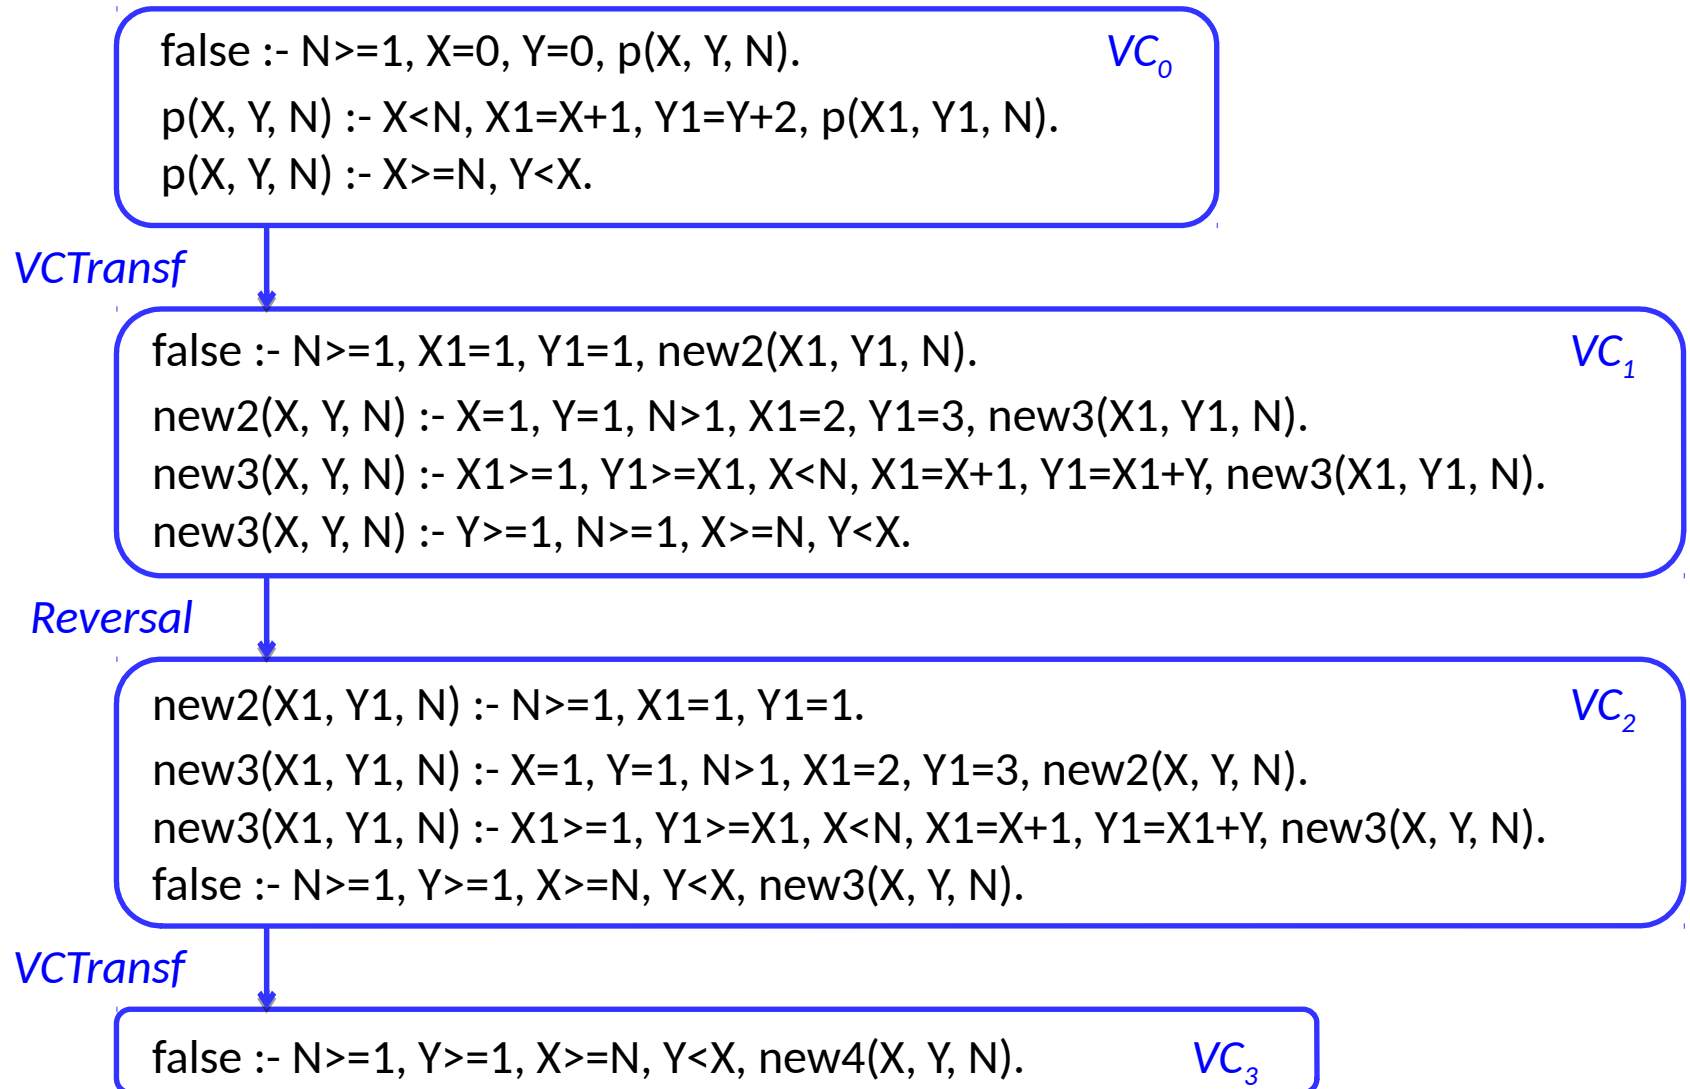 false :- N>=1, X=0, Y=0, p(X, Y, N). VC0
p(X, Y, N) :- X<N, X1=X+1, Y1=Y+2, p(X1, Y1, N).
p(X, Y, N) :- X>=N, Y<X.
VCTransf
false :- N>=1, X1=1, Y1=1, new2(X1, Y1, N). VC1
new2(X, Y, N) :- X=1, Y=1, N>1, X1=2, Y1=3, new3(X1, Y1, N).
new3(X, Y, N) :- X1>=1, Y1>=X1, X<N, X1=X+1, Y1=X1+Y, new3(X1, Y1, N).
new3(X, Y, N) :- Y>=1, N>=1, X>=N, Y<X.
Reversal
new2(X1, Y1, N) :- N>=1, X1=1, Y1=1. VC2
new3(X1, Y1, N) :- X=1, Y=1, N>1, X1=2, Y1=3, new2(X, Y, N).
new3(X1, Y1, N) :- X1>=1, Y1>=X1, X<N, X1=X+1, Y1=X1+Y, new3(X, Y, N).
false :- N>=1, Y>=1, X>=N, Y<X, new3(X, Y, N).
VCTransf
false :- N>=1, Y>=1, X>=N, Y<X, new4(X, Y, N). VC3